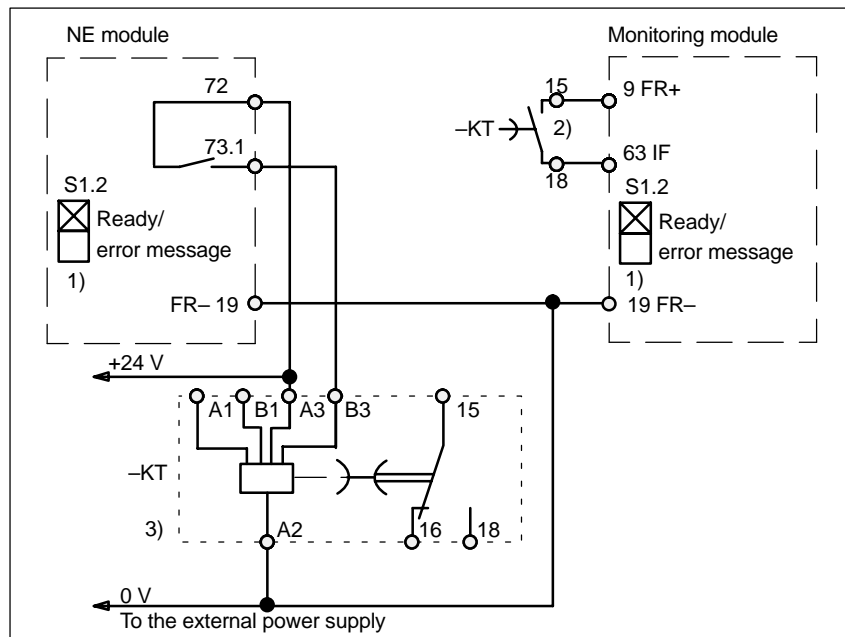 NE module
Monitoring module
72
15
9 FR+
–KT
2)
73.1
63 IF
18
S1.2
Ready/
error message
1)
S1.2
Ready/
error message
1)
FR– 19
19 FR–
+24 V
A1
B1
A3
B3
15
–KT
3)
A2
16
18
0 V
To the external power supply